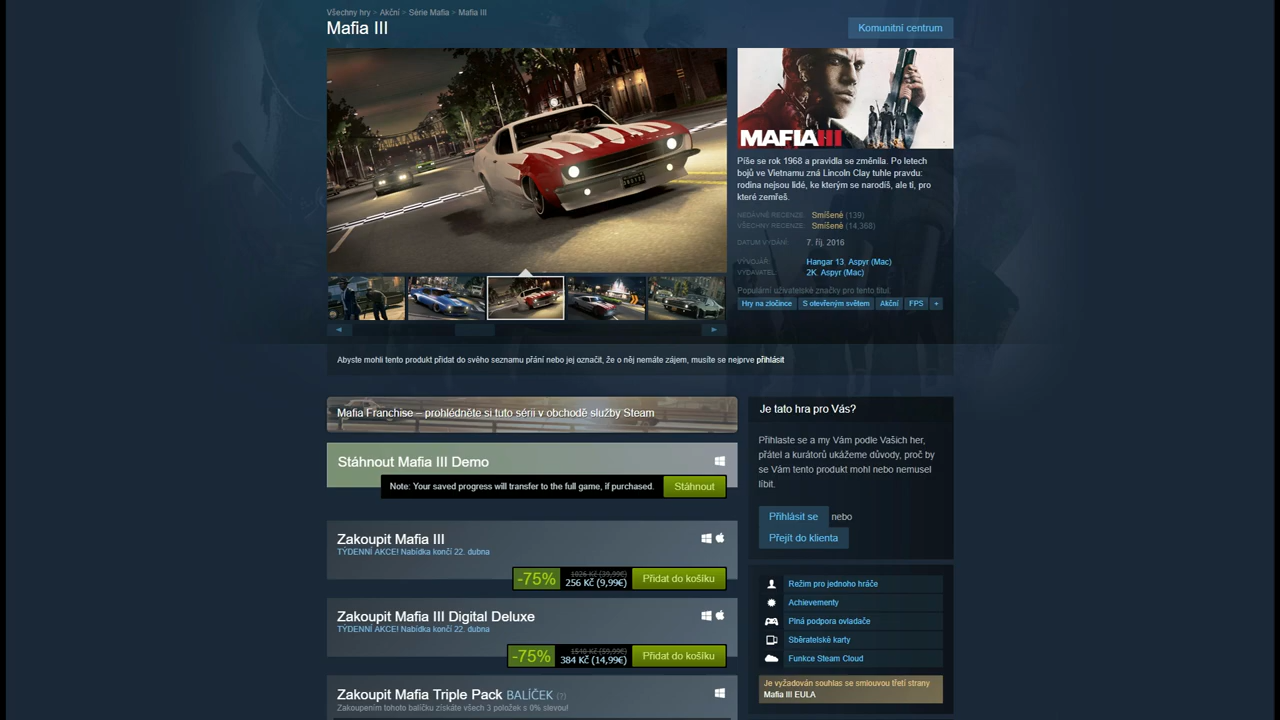 Všechny hry > Akční > Série Mafia > Mafia III
Mafia III
Komunitní centrum
MAFIA III
Píše se rok 1968 a pravidla se změnila. Po letech
bojů ve Vietnamu zná Lincoln Clay tuhle pravdu:
rodina nejsou lidé, ke kterým se narodíš, ale ti, pro
které zemřeš.
NEDÁVNÉ RECENZE: Smíšené (139)
VŠECHNY RECENZE: Smíšené (14,368)
DATUM VYDÁNÍ: 7. říj. 2016
VÝVOJÁŘ: Hangar 13, Aspyr (Mac)
VYDAVATEL: 2K, Aspyr (Mac)
Populární uživatelské značky pro tento titul:
Hry na zločince S otevřeným světem Akční FPS +
Abyste mohli tento produkt přidat do svého seznamu přání nebo jej označit, že o něj nemáte zájem, musíte se nejprve přihlásit
Mafia Franchise – prohlédněte si tuto sérii v obchodě služby Steam
Stáhnout Mafia III Demo
Note: Your saved progress will transfer to the full game, if purchased. Stáhnout
Zakoupit Mafia III
TÝDENNÍ AKCE! Nabídka končí 22. dubna
-75% 1026 Kč (39,99€) 256 Kč (9,99€) Přidat do košíku
Zakoupit Mafia III Digital Deluxe
TÝDENNÍ AKCE! Nabídka končí 22. dubna
-75% 1540 Kč (59,99€) 384 Kč (14,99€) Přidat do košíku
Zakoupit Mafia Triple Pack BALÍČEK (?)
Zakoupením tohoto balíčku získáte všech 3 položek s 0% slevou!
Je tato hra pro Vás?
Přihlaste se a my Vám podle Vašich her,
přátel a kurátorů ukážeme důvody, proč by
se Vám tento produkt mohl nebo nemusel
líbit.
Přihlásit se nebo
Přejít do klienta
Režim pro jednoho hráče
Achievementy
Plná podpora ovladače
Sběratelské karty
Funkce Steam Cloud
Je vyžadován souhlas se smlouvou třetí strany
Mafia III EULA